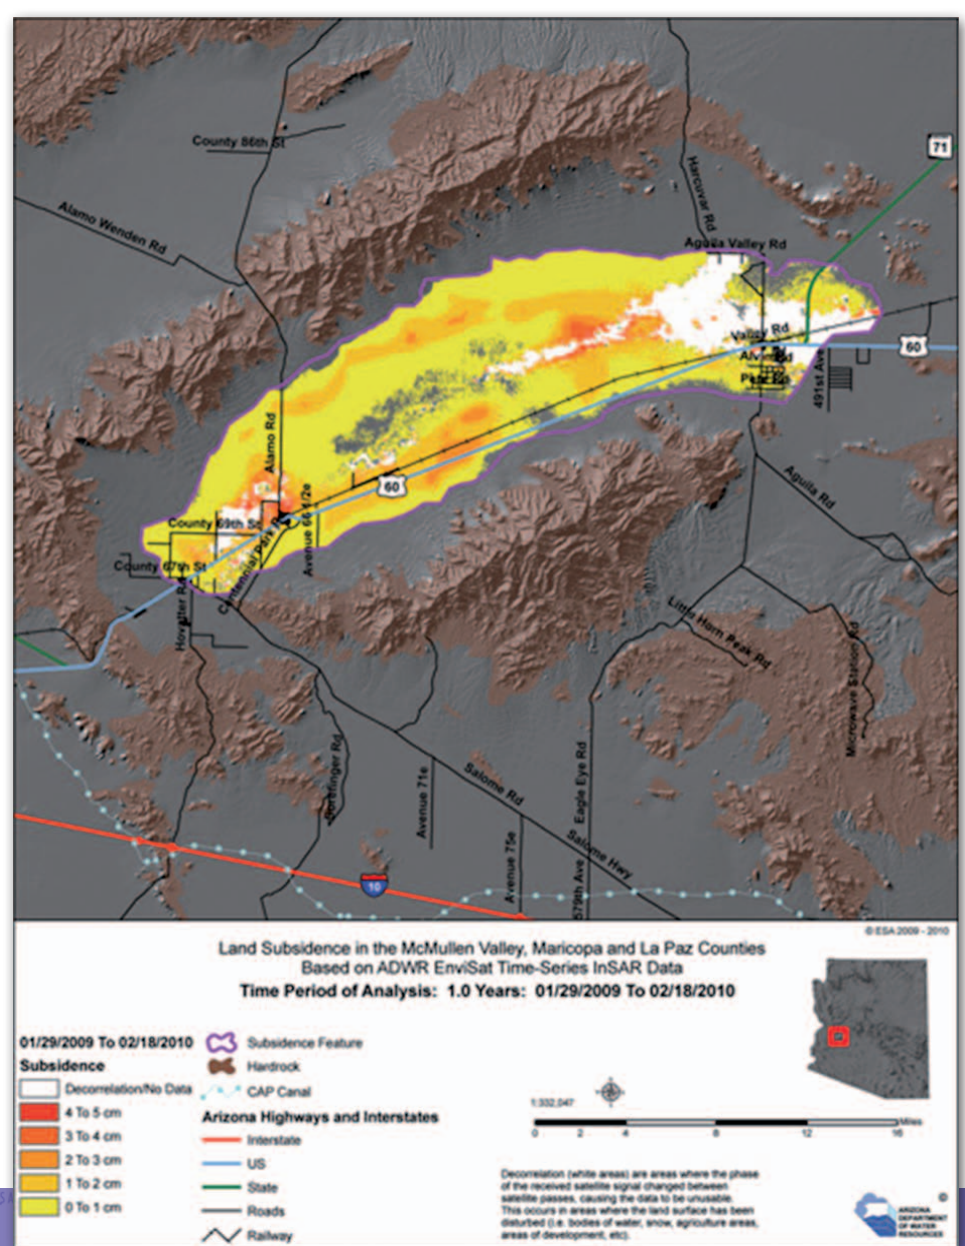 County 86th St
71
Alamo Wenden Rd
Harcuvar Rd
Aguila Valley Rd
Valley Rd
60
491st Ave
Alamo Rd
60
Aguila Rd
Avenue 66 1/2e
County 69th St
Centennial Park
County 67th St
Hovatter Rd
Little Horn Peak Rd
Microwave Station Rd
Avenue 71e
Salome Rd
Eagle Eye Rd
Avenue 75e
Salome Hwy
579th Ave
10
© ESA 2009 - 2010
Land Subsidence in the McMullen Valley, Maricopa and La Paz Counties
Based on ADWR EnviSat Time-Series InSAR Data
Time Period of Analysis: 1.0 Years: 01/29/2009 To 02/18/2010
01/29/2009 To 02/18/2010
Subsidence
Decorrelation/No Data
4 To 5 cm
3 To 4 cm
2 To 3 cm
1 To 2 cm
0 To 1 cm
Subsidence Feature
Hardrock
CAP Canal
Arizona Highways and Interstates
Interstate
US
State
Roads
Railway
1:332,047
0 2 4 8 12 16 Miles
Decorrelation (white areas) are areas where the phase
of the received satellite signal changed between
satellite passes, causing the data to be unusable.
This occurs in areas where the land surface has been
disturbed (i.e. bodies of water, snow, agriculture areas,
areas of development, etc).
©
ARIZONA
DEPARTMENT
OF WATER
RESOURCES